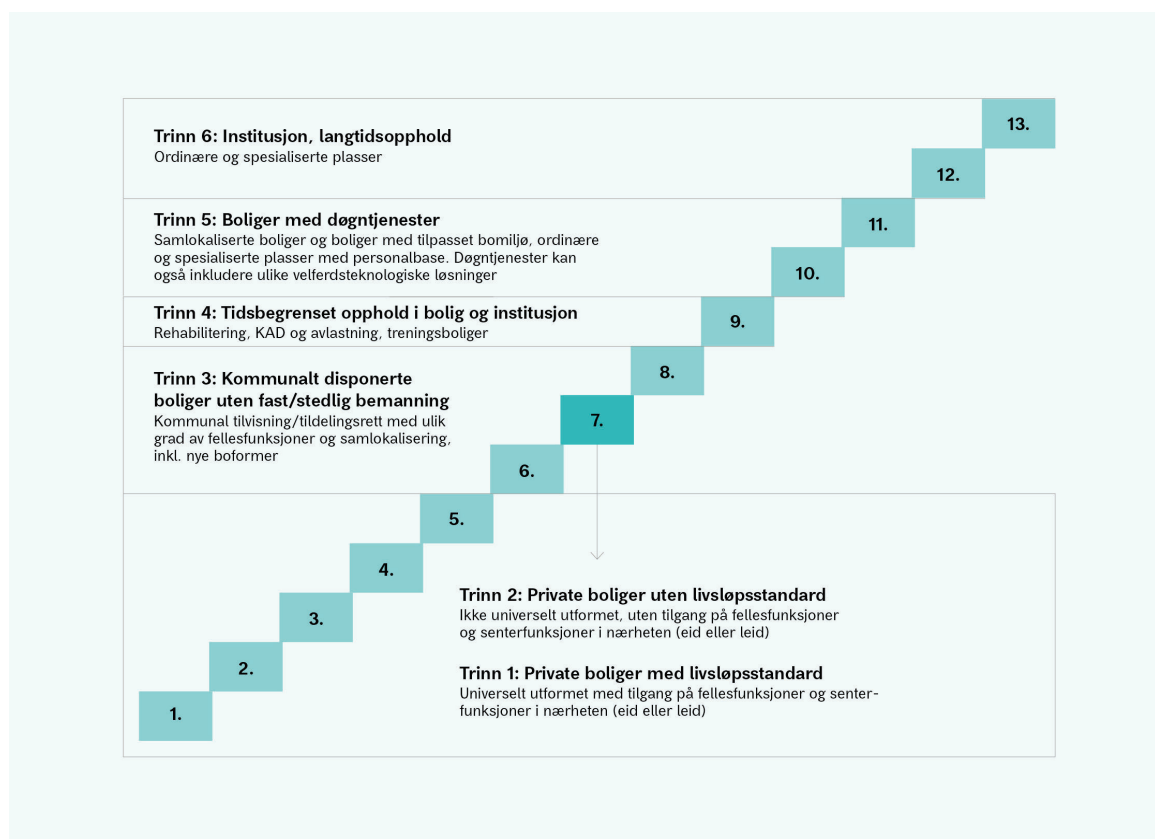 13.
Trinn 6: Institusjon, langtidsopphold
Ordinære og spesialiserte plasser
12.
Trinn 5: Boliger med døgntjenester
Samlokaliserte boliger og boliger med tilpasset bomiljø, ordinære
og spesialiserte plasser med personalbase. Døgntjenester kan
også inkludere ulike velferdsteknologiske løsninger
11.
10.
Trinn 4: Tidsbegrenset opphold i bolig og institusjon
Rehabilitering, KAD og avlastning, treningsboliger
9.
8.
Trinn 3: Kommunalt disponerte
boliger uten fast/stedlig bemanning
Kommunal tilvisning/tildelingsrett med ulik
grad av fellesfunksjoner og samlokalisering,
inkl. nye boformer
7.
6.
5.
4.
3.
2.
1.
Trinn 2: Private boliger uten livsløpsstandard
Ikke universelt utformet, uten tilgang på fellesfunksjoner
og senterfunksjoner i nærheten (eid eller leid)
Trinn 1: Private boliger med livsløpsstandard
Universelt utformet med tilgang på fellesfunksjoner og senter-
funksjoner i nærheten (eid eller leid)